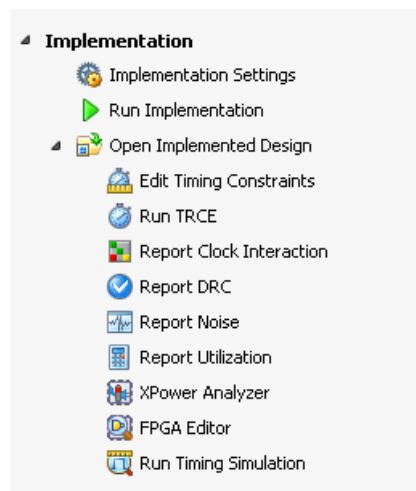 Implementation
Implementation Settings
Run Implementation
Open Implemented Design
Edit Timing Constraints
Run TRCE
Report Clock Interaction
Report DRC
Report Noise
Report Utilization
XPower Analyzer
FPGA Editor
Run Timing Simulation